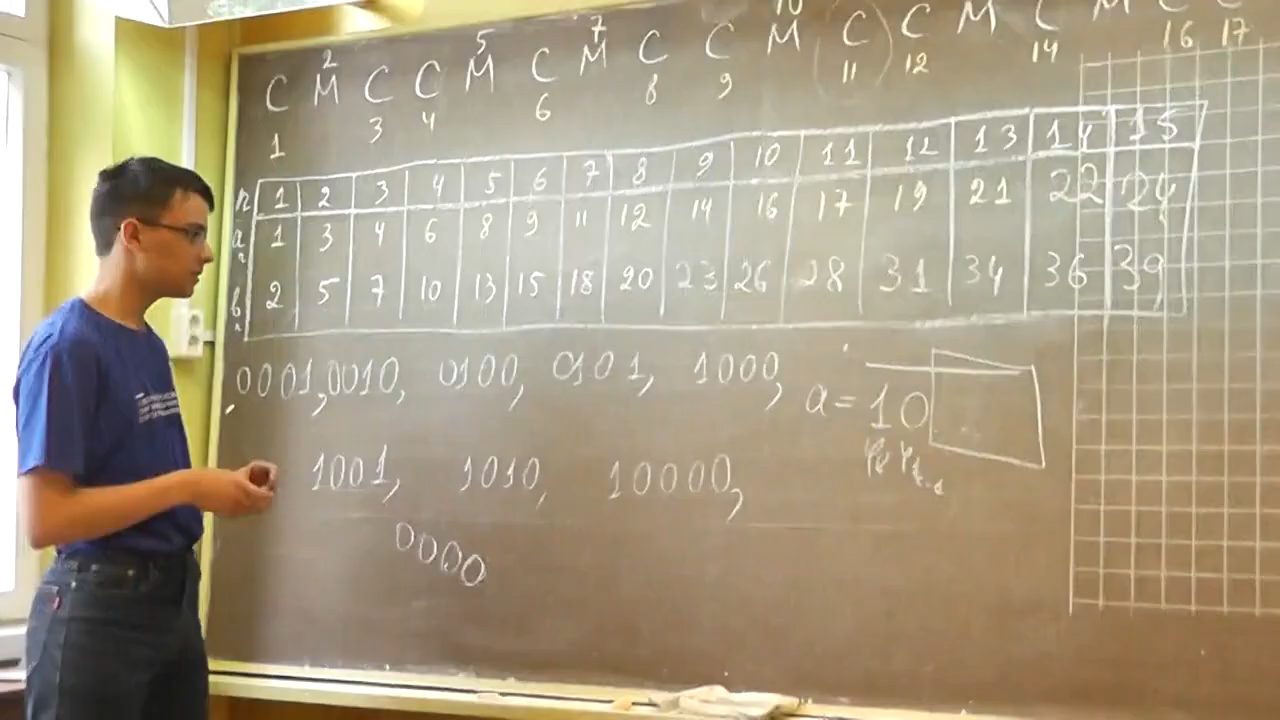 2 5 7 10
С М С С М С М С С М С С М С М С С
1 3 4 6 8 9 11 12 14 16 17
n 1 2 3 4 5 6 7 8 9 10 11 12 13 14 15
aₙ 1 3 4 6 8 9 11 12 14 16 17 19 21 22 24
вₙ 2 5 7 10 13 15 18 20 23 26 28 31 34 36 39
0001, 0010, 0100, 0101, 1000,
a = 10
1001, 1010, 10000,
0000